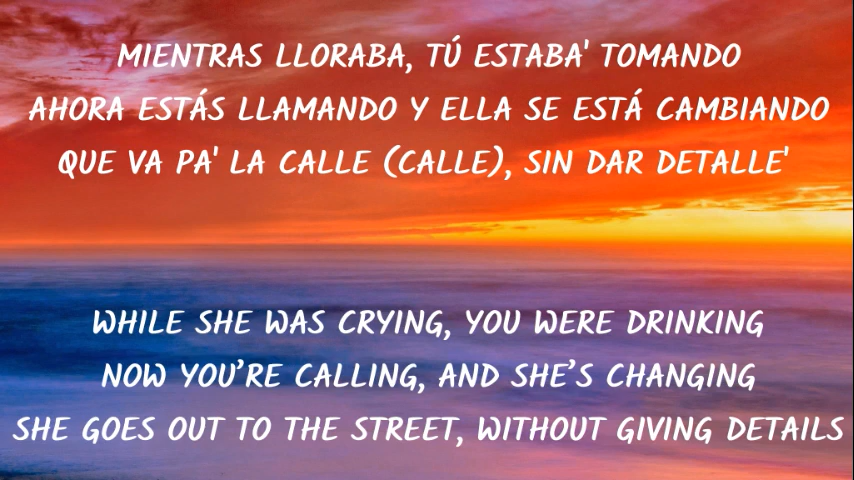 MIENTRAS LLORABA, TÚ ESTABA' TOMANDO
AHORA ESTÁS LLAMANDO Y ELLA SE ESTÁ CAMBIANDO
QUE VA PA' LA CALLE (CALLE), SIN DAR DETALLE'
WHILE SHE WAS CRYING, YOU WERE DRINKING
NOW YOU’RE CALLING, AND SHE’S CHANGING
SHE GOES OUT TO THE STREET, WITHOUT GIVING DETAILS